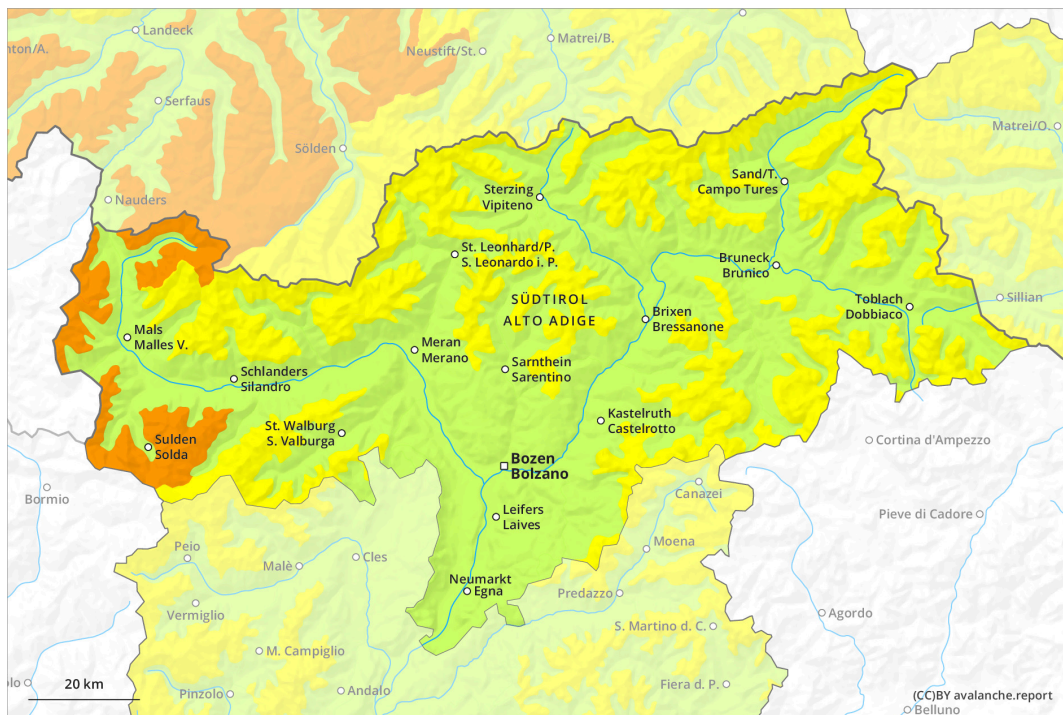 Landeck
nton/A.
Matrei/B.
Neustift/St.
Serfaus
Matrei/O.
Sölden
Sand/T.
Campo Tures
Sterzing
Vipiteno
Nauders
St. Leonhard/P.
S. Leonardo i. P.
Bruneck
Brunico
SÜDTIROL
ALTO ADIGE
Toblach
Dobbiaco
Sillian
Brixen
Bressanone
Mals
Malles V.
Meran
Merano
Schlanders
Silandro
Sarnthein
Sarentino
Kastelruth
Castelrotto
St. Walburg
S. Valburga
Sulden
Solda
Cortina d'Ampezzo
Bozen
Bolzano
Bormio
Canazei
Leifers
Laives
Pieve di Cadore
Peio
Cles
Malè
Moena
Neumarkt
Egna
Predazzo
Vermiglio
Agordo
S. Martino d. C.
M. Campiglio
20 km
olo
Pinzolo
Andalo
Fiera d. P.
(CC)BY avalanche.report
Belluno